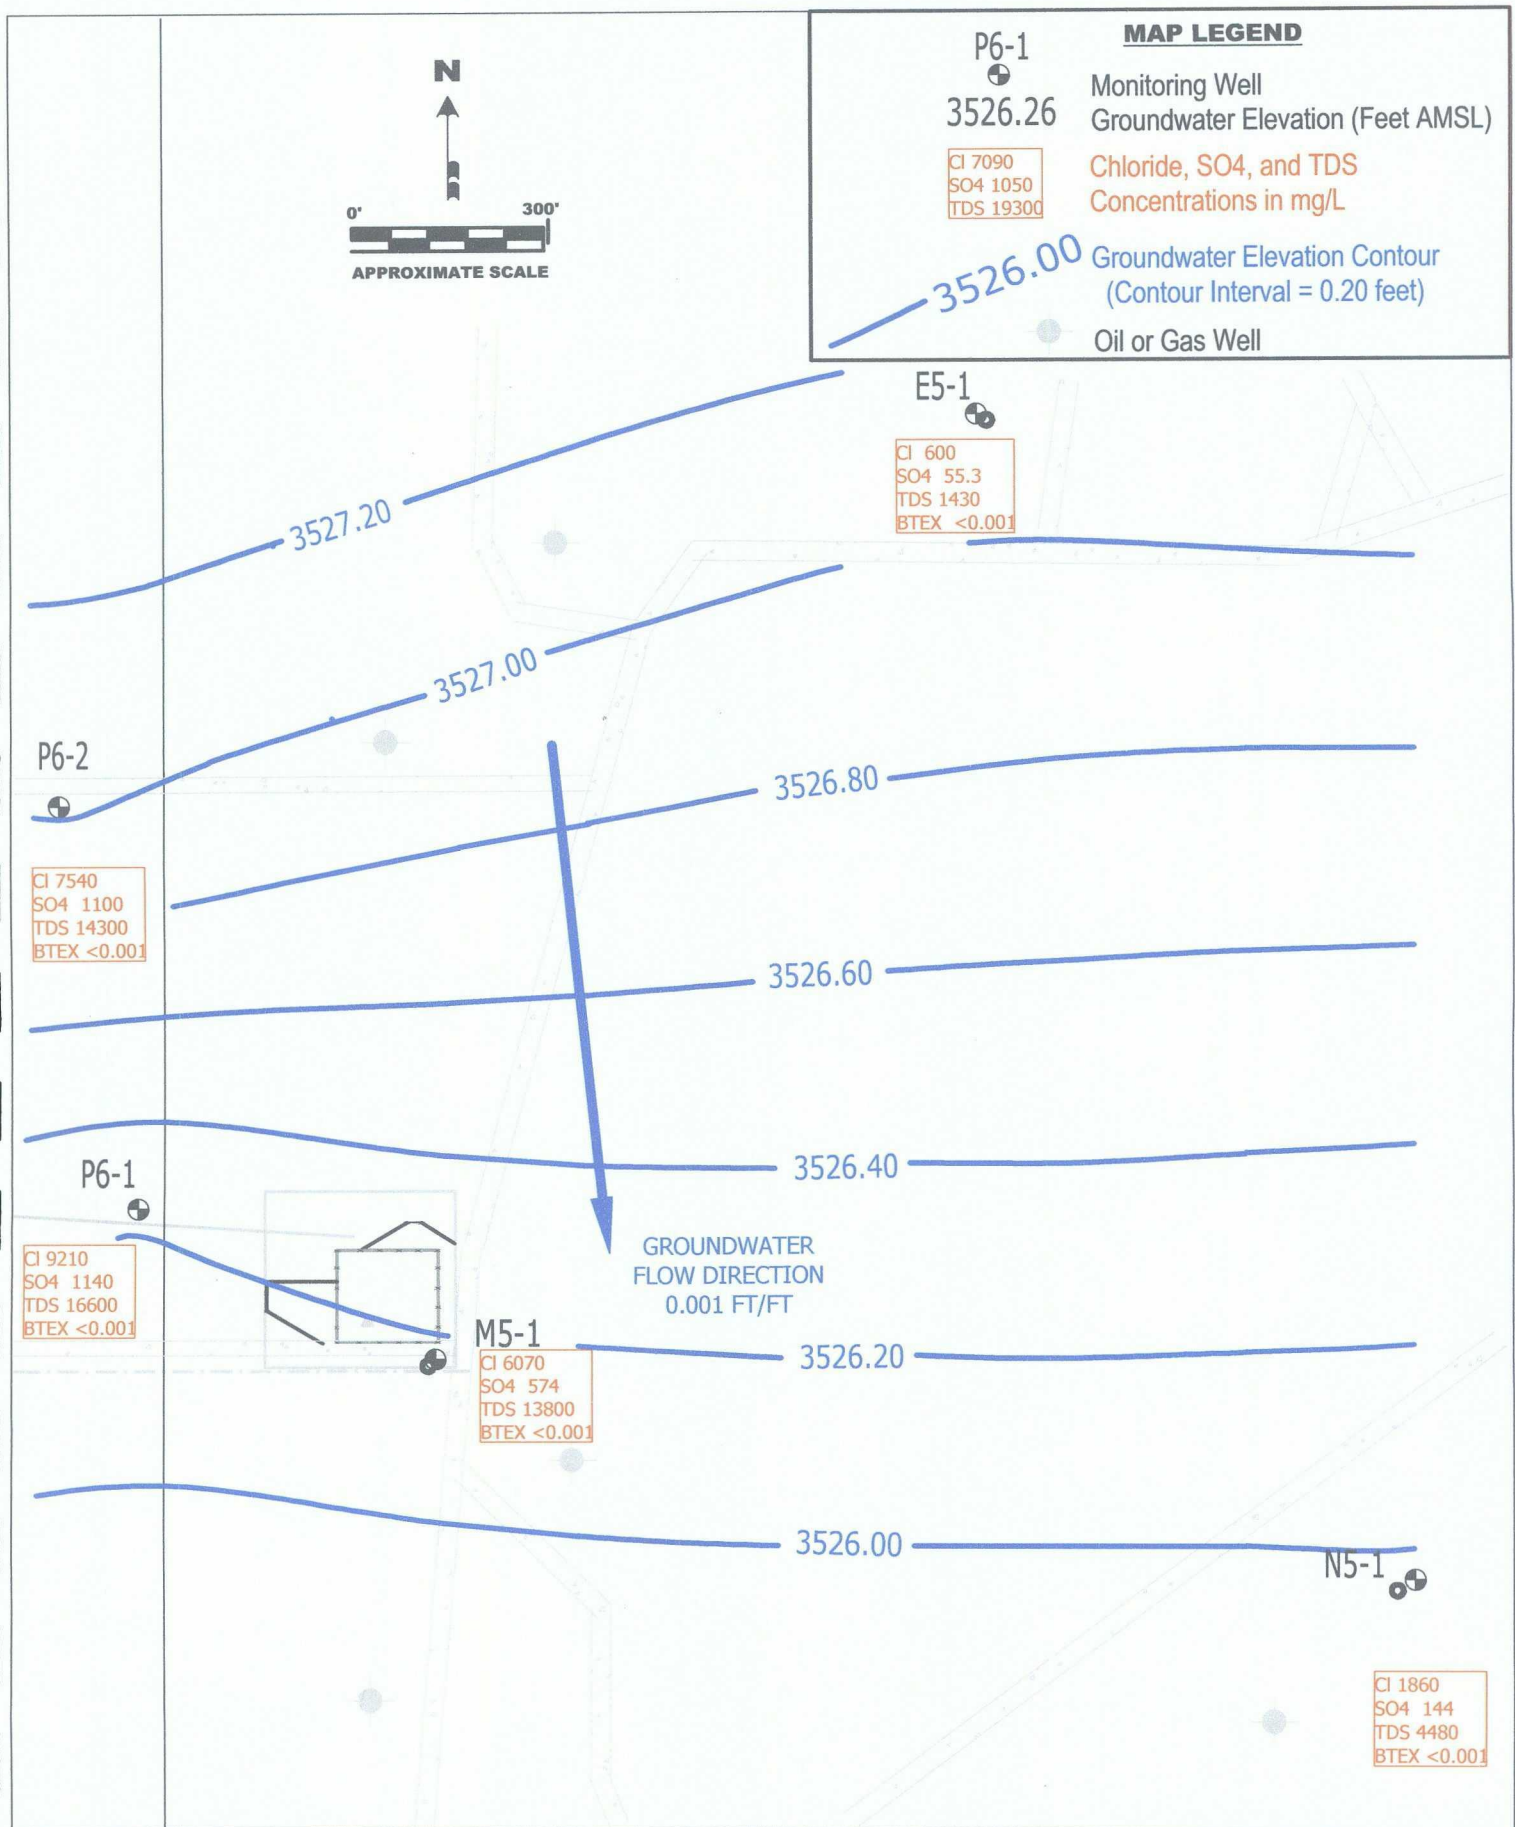 MAP LEGEND
P6-1
3526.26
Monitoring Well
Groundwater Elevation (Feet AMSL)
Cl 7090
SO4 1050
TDS 19300
Chloride, SO4, and TDS
Concentrations in mg/L
3526.00
Groundwater Elevation Contour
(Contour Interval = 0.20 feet)
Oil or Gas Well
N
0'
300'
APPROXIMATE SCALE
E5-1
Cl 600
SO4 55.3
TDS 1430
BTEX <0.001
3527.20
3527.00
P6-2
3526.80
Cl 7540
SO4 1100
TDS 14300
BTEX <0.001
3526.60
3526.40
P6-1
Cl 9210
SO4 1140
TDS 16600
BTEX <0.001
GROUNDWATER
FLOW DIRECTION
0.001 FT/FT
M5-1
Cl 6070
SO4 574
TDS 13800
BTEX <0.001
3526.20
3526.00
N5-1
Cl 1860
SO4 144
TDS 4480
BTEX <0.001